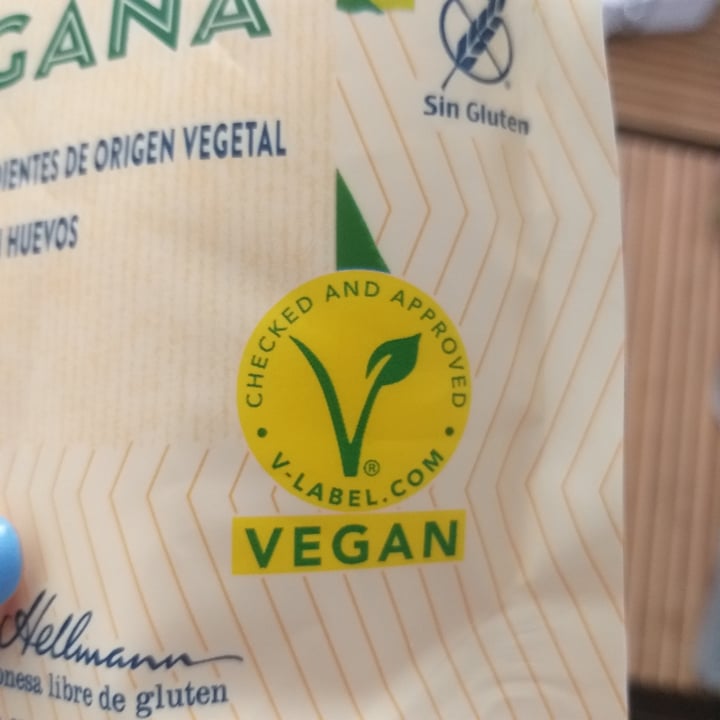 GANA
Sin Gluten
DIENTES DE ORIGEN VEGETAL
HUEVOS
CHECKED AND APPROVED
V ®
• V-LABEL.COM •
VEGAN
Hellmann
onesa libre de gluten